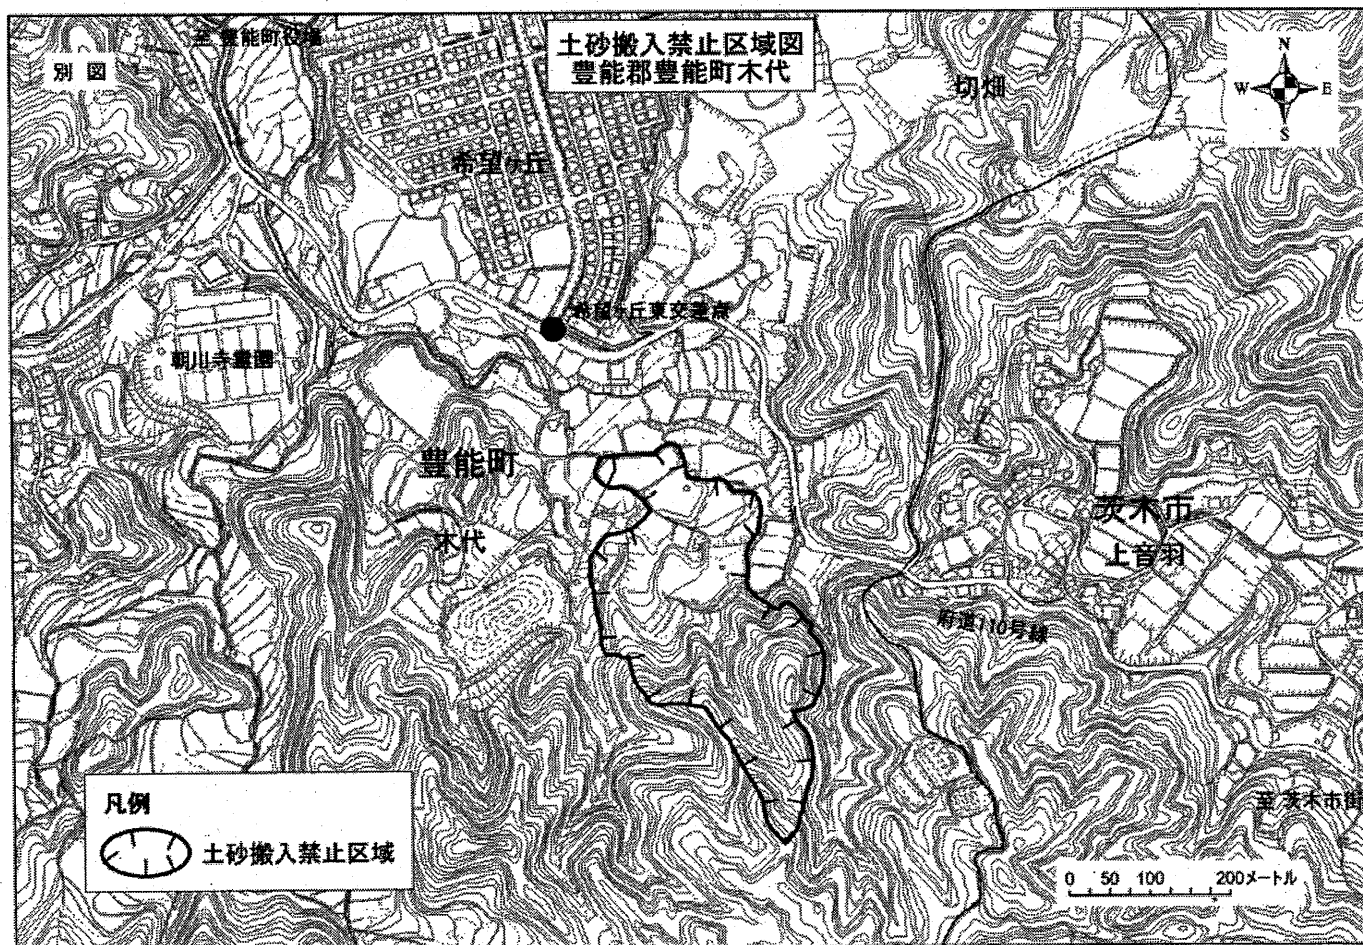 至 豊能町役場
別 図
土砂搬入禁止区域図
豊能郡豊能町木代
切畑
N
W
E
S
希望ヶ丘
希望ヶ丘東交差点
朝川寺霊園
豊能町
木代
茨木市
上音羽
府道110号線
至 茨木市街
凡例
土砂搬入禁止区域
0 50 100 200メートル